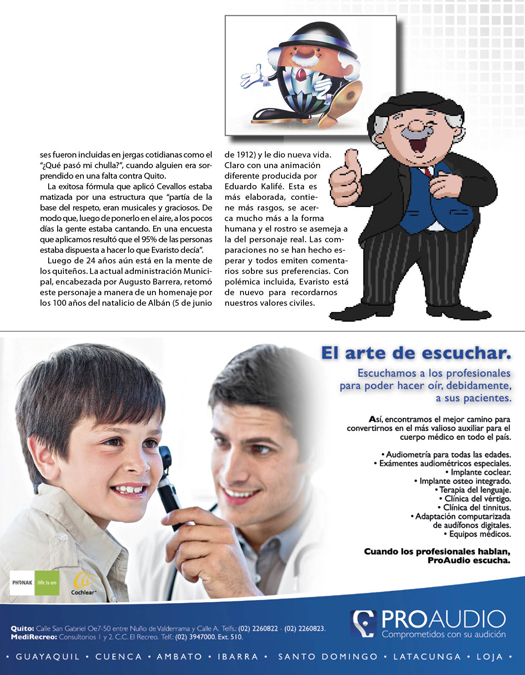 ses fueron incluidas en jergas cotidianas como el
"¿Qué pasó mi chulla?", cuando alguien era sor-
prendido en una falta contra Quito.
La exitosa fórmula que aplicó Cevallos estaba
matizada por una estructura que "partía de la
base del respeto, eran musicales y graciosos. De
modo que, luego de ponerlo en el aire, a los pocos
días la gente estaba cantando. En una encuesta
que aplicamos resultó que el 95% de las personas
estaba dispuesta a hacer lo que Evaristo decía".
Luego de 24 años aún está en la mente de
los quiteños. La actual administración Munici-
pal, encabezada por Augusto Barrera, retomó
este personaje a manera de un homenaje por
los 100 años del natalicio de Albán (5 de junio
de 1912) y le dio nueva vida.
Claro con una animación
diferente producida por
Eduardo Kalifé. Esta es
más elaborada, contie-
ne más rasgos, se acer-
ca mucho más a la forma
humana y el rostro se asemeja a
la del personaje real. Las com-
paraciones no se han hecho es-
perar y todos emiten comenta-
rios sobre sus preferencias. Con
polémica incluida, Evaristo está
de nuevo para recordarnos
nuestros valores civiles.
El arte de escuchar.
Escuchamos a los profesionales
para poder hacer oír, debidamente,
a sus pacientes.
Así, encontramos el mejor camino para
convertirnos en el más valioso auxiliar para el
cuerpo médico en todo el país.
• Audiometría para todas las edades.
• Exámentes audiométricos especiales.
• Implante coclear.
• Implante osteo integrado.
• Terapia del lenguaje.
• Clínica del vértigo.
• Clínica del tinnitus.
• Adaptación computarizada
de audífonos digitales.
• Equipos médicos.
Cuando los profesionales hablan,
ProAudio escucha.
PHONAK life is on
Cochlear
Quito: Calle San Gabriel Oe7-50 entre Nuño de Valderrama y Calle A. Telfs.: (02) 2260822 - (02) 2260823.
MediRecreo: Consultorios 1 y 2. C.C. El Recreo. Telf.: (02) 3947000. Ext. 510.
PROAUDIO
Comprometidos con su audición
• GUAYAQUIL • CUENCA • AMBATO • IBARRA • SANTO DOMINGO • LATACUNGA • LOJA •